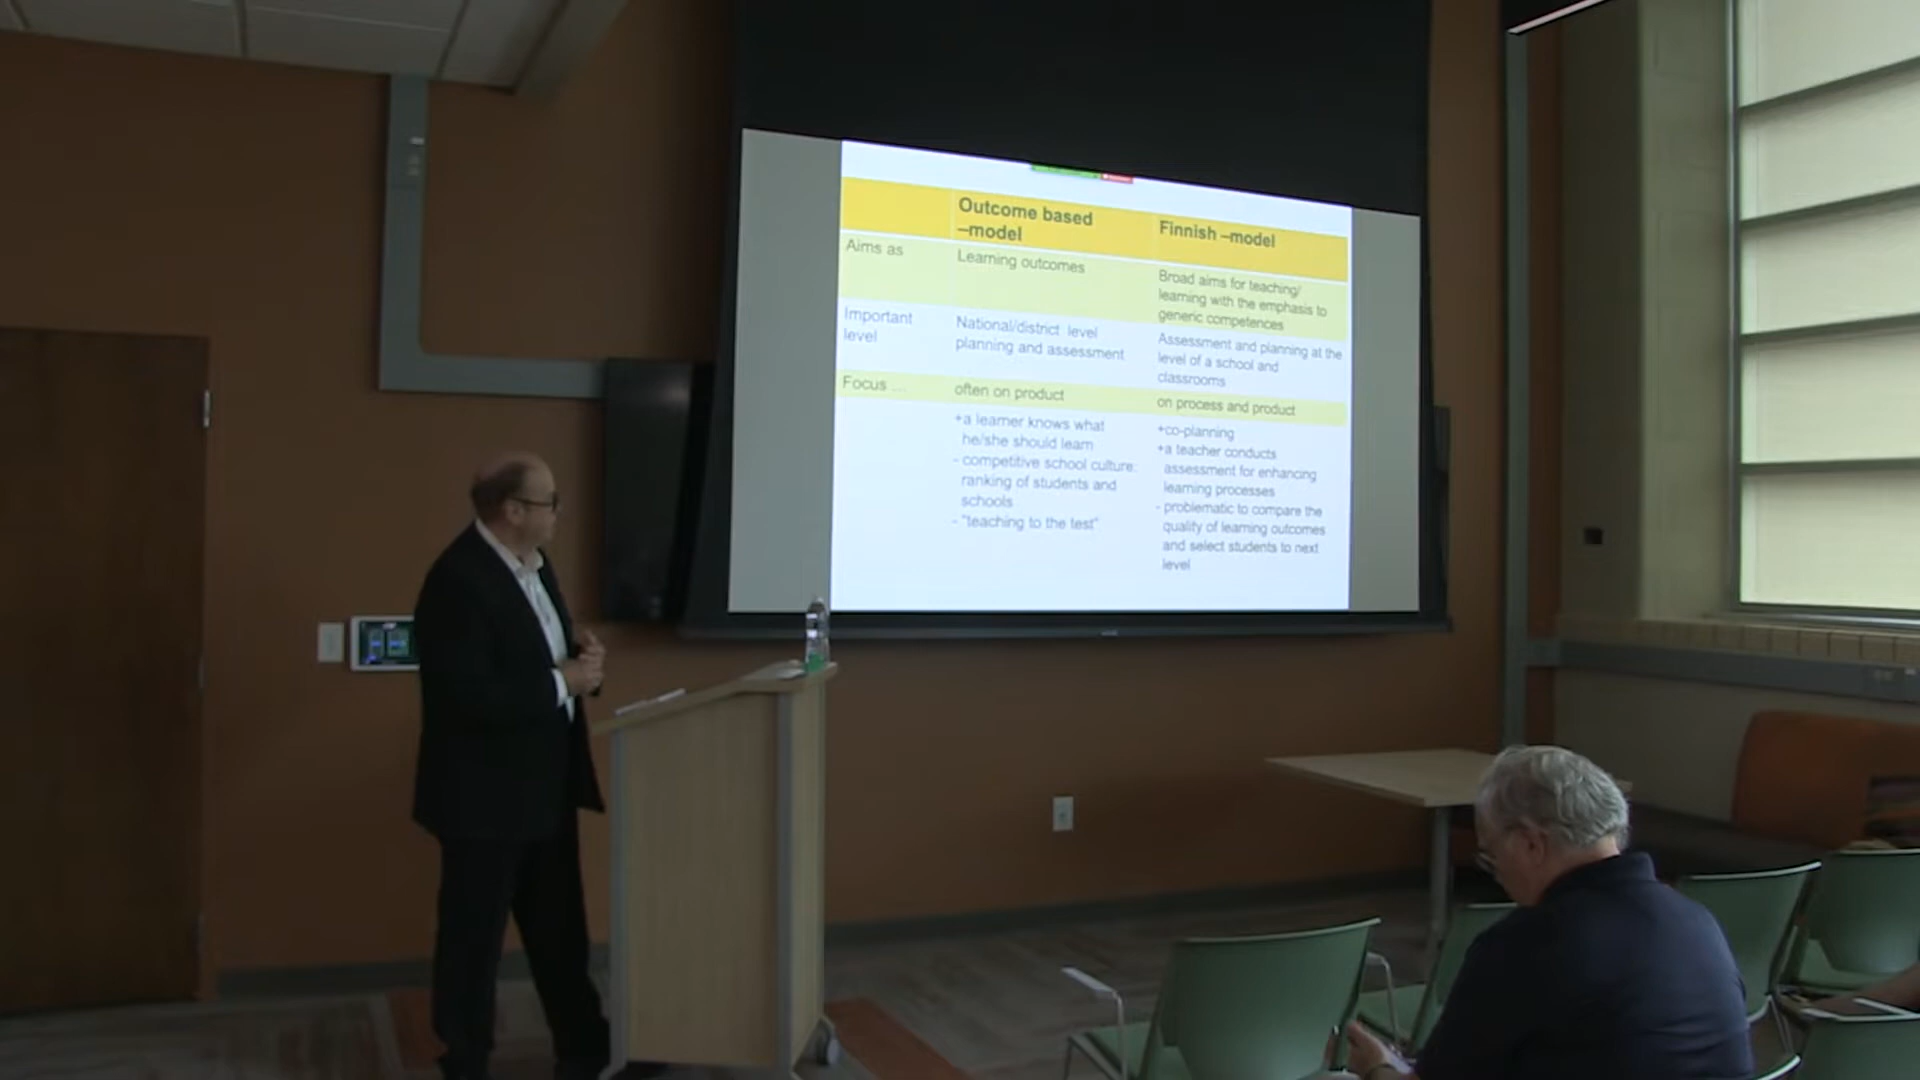 Outcome based
–model
Finnish –model
Aims as
Learning outcomes
Broad aims for teaching/
learning with the emphasis to
generic competences
Important
level
National/district level
planning and assessment
Assessment and planning at the
level of a school and
classrooms
Focus ...
often on product
on process and product
+a learner knows what
he/she should learn
- competitive school culture:
ranking of students and
schools
- "teaching to the test"
+co-planning
+a teacher conducts
assessment for enhancing
learning processes
- problematic to compare the
quality of learning outcomes
and select students to next
level